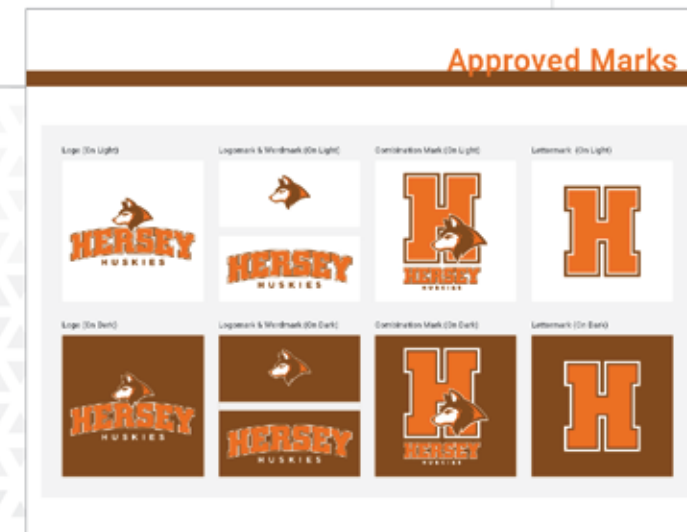 Approved Marks
Logo (On Light)
Logomark & Wordmark (On Light)
Combination Mark (On Light)
Lettermark (On Light)
HERSEY
HUSKIES
HERSEY
HUSKIES
H
HERSEY
HUSKIES
H
Logo (On Dark)
Logomark & Wordmark (On Dark)
Combination Mark (On Dark)
Lettermark (On Dark)
HERSEY
HUSKIES
HERSEY
HUSKIES
H
HERSEY
HUSKIES
H